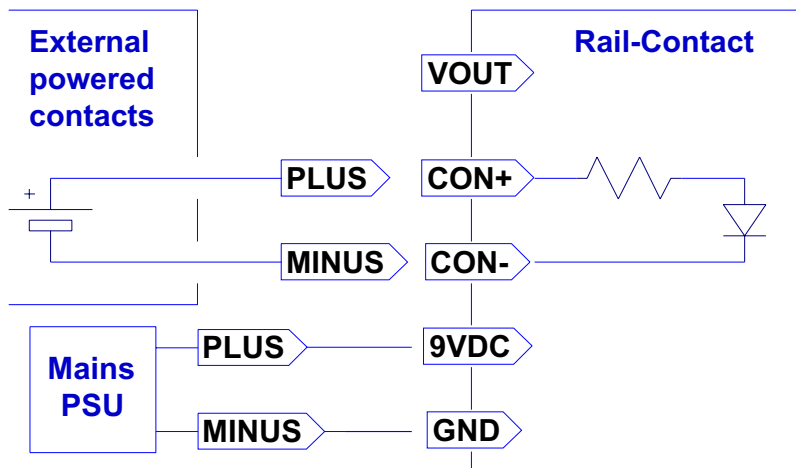 External
powered
contacts
Rail-Contact
VOUT
+
PLUS
CON+
MINUS
CON-
Mains
PSU
PLUS
9VDC
MINUS
GND